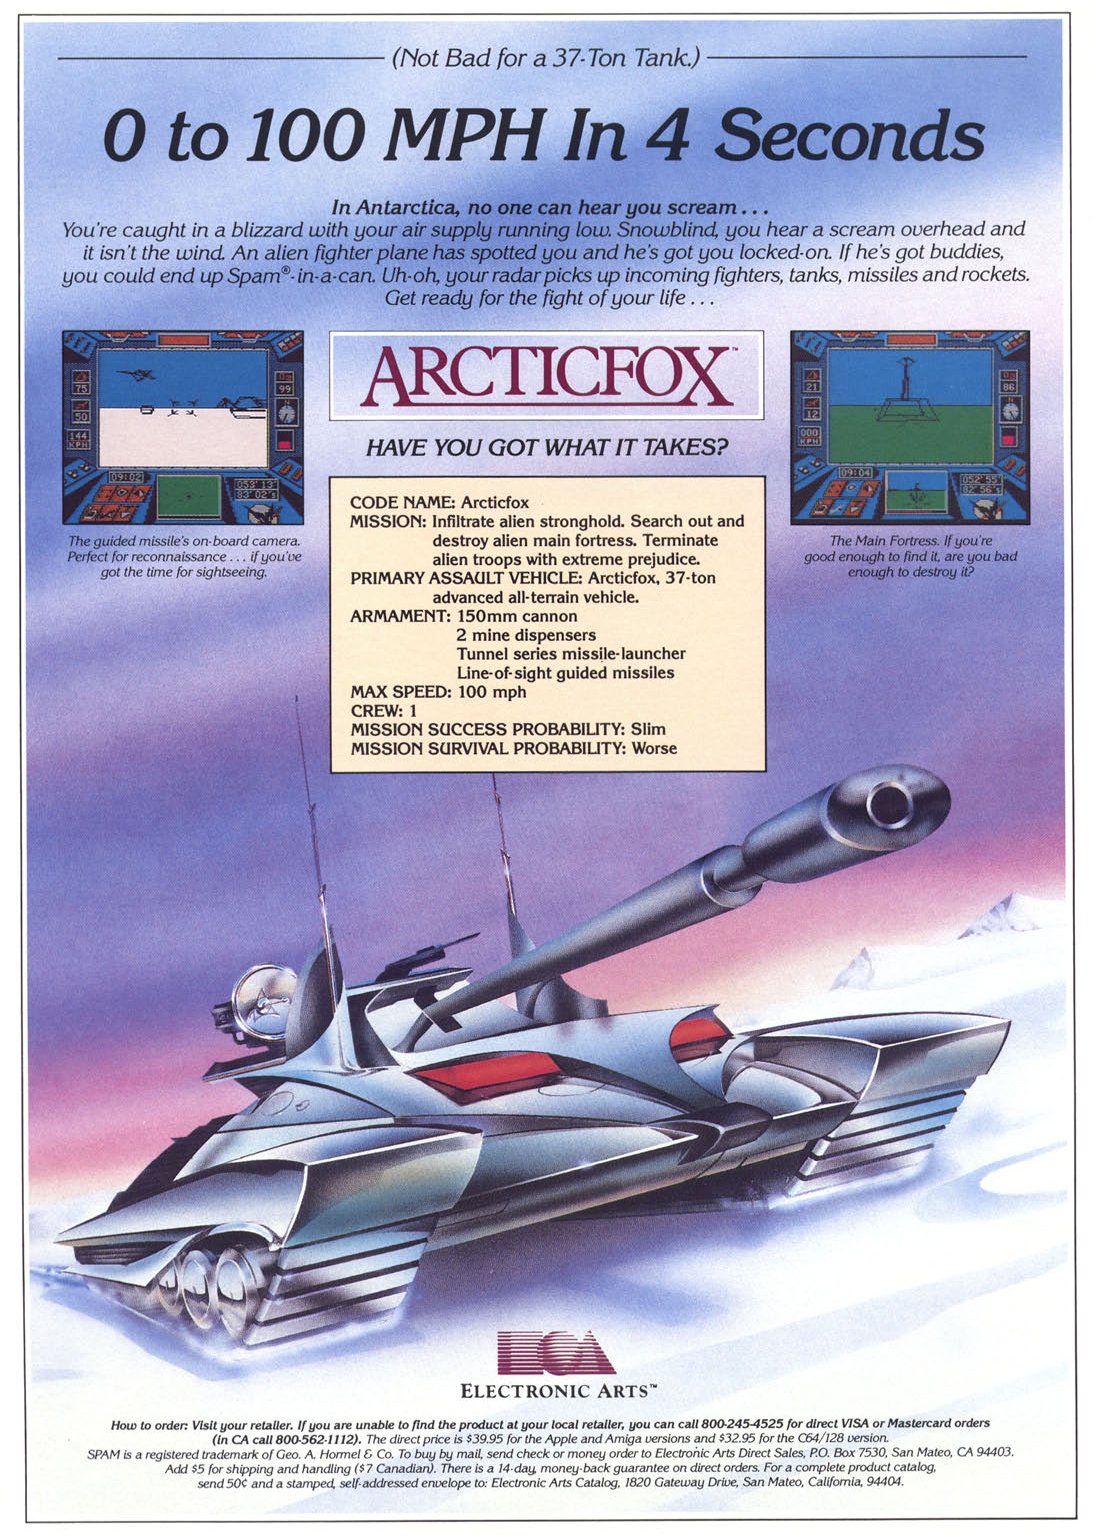 (Not Bad for a 37-Ton Tank.)
0 to 100 MPH In 4 Seconds
In Antarctica, no one can hear you scream . . .
You're caught in a blizzard with your air supply running low. Snowblind, you hear a scream overhead and
it isn't the wind. An alien fighter plane has spotted you and he's got you locked-on. If he's got buddies,
you could end up Spam®-in-a-can. Uh-oh, your radar picks up incoming fighters, tanks, missiles and rockets.
Get ready for the fight of your life . . .
75
50
144
KPH
99
N
09:02
053° 13'
83° 02's
ARCTICFOX™
HAVE YOU GOT WHAT IT TAKES?
21
12
000
KPH
86
N
09:04
052° 55'
82° 56's
The guided missile's on-board camera.
Perfect for reconnaissance . . . if you've
got the time for sightseeing.
The Main Fortress. If you're
good enough to find it, are you bad
enough to destroy it?
CODE NAME: Arcticfox
MISSION: Infiltrate alien stronghold. Search out and
destroy alien main fortress. Terminate
alien troops with extreme prejudice.
PRIMARY ASSAULT VEHICLE: Arcticfox, 37-ton
advanced all-terrain vehicle.
ARMAMENT: 150mm cannon
2 mine dispensers
Tunnel series missile-launcher
Line-of-sight guided missiles
MAX SPEED: 100 mph
CREW: 1
MISSION SUCCESS PROBABILITY: Slim
MISSION SURVIVAL PROBABILITY: Worse
ELECTRONIC ARTS™
How to order: Visit your retailer. If you are unable to find the product at your local retailer, you can call 800-245-4525 for direct VISA or Mastercard orders
(in CA call 800-562-1112). The direct price is $39.95 for the Apple and Amiga versions and $32.95 for the C64/128 version.
SPAM is a registered trademark of Geo. A. Hormel & Co. To buy by mail, send check or money order to Electronic Arts Direct Sales, P.O. Box 7530, San Mateo, CA 94403.
Add $5 for shipping and handling ($7 Canadian). There is a 14-day, money-back guarantee on direct orders. For a complete product catalog,
send 50¢ and a stamped, self-addressed envelope to: Electronic Arts Catalog, 1820 Gateway Drive, San Mateo, California, 94404.